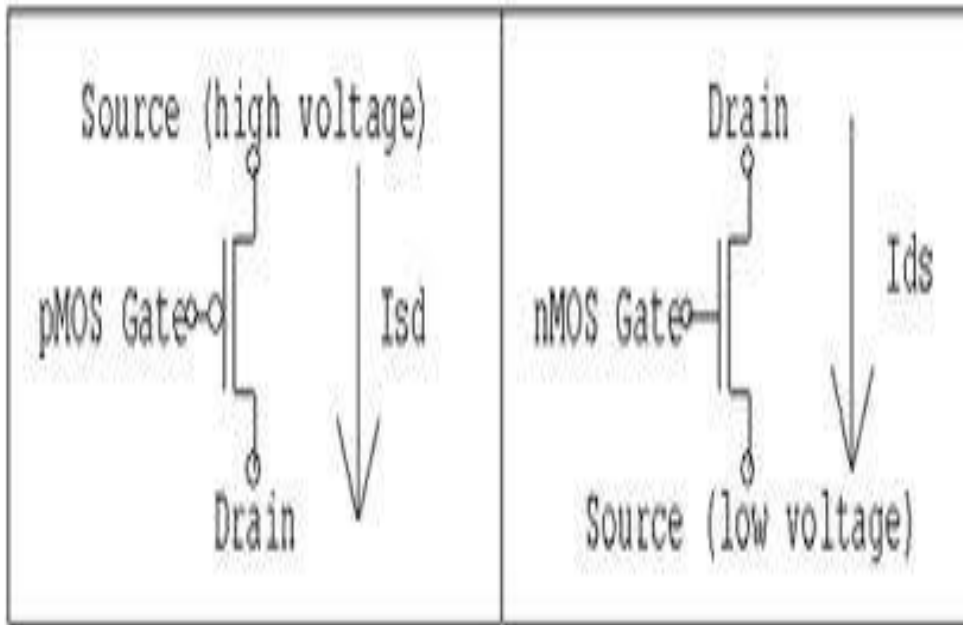 Source (high voltage)
pMOS Gate
Isd
Drain
Drain
nMOS Gate
Ids
Source (low voltage)